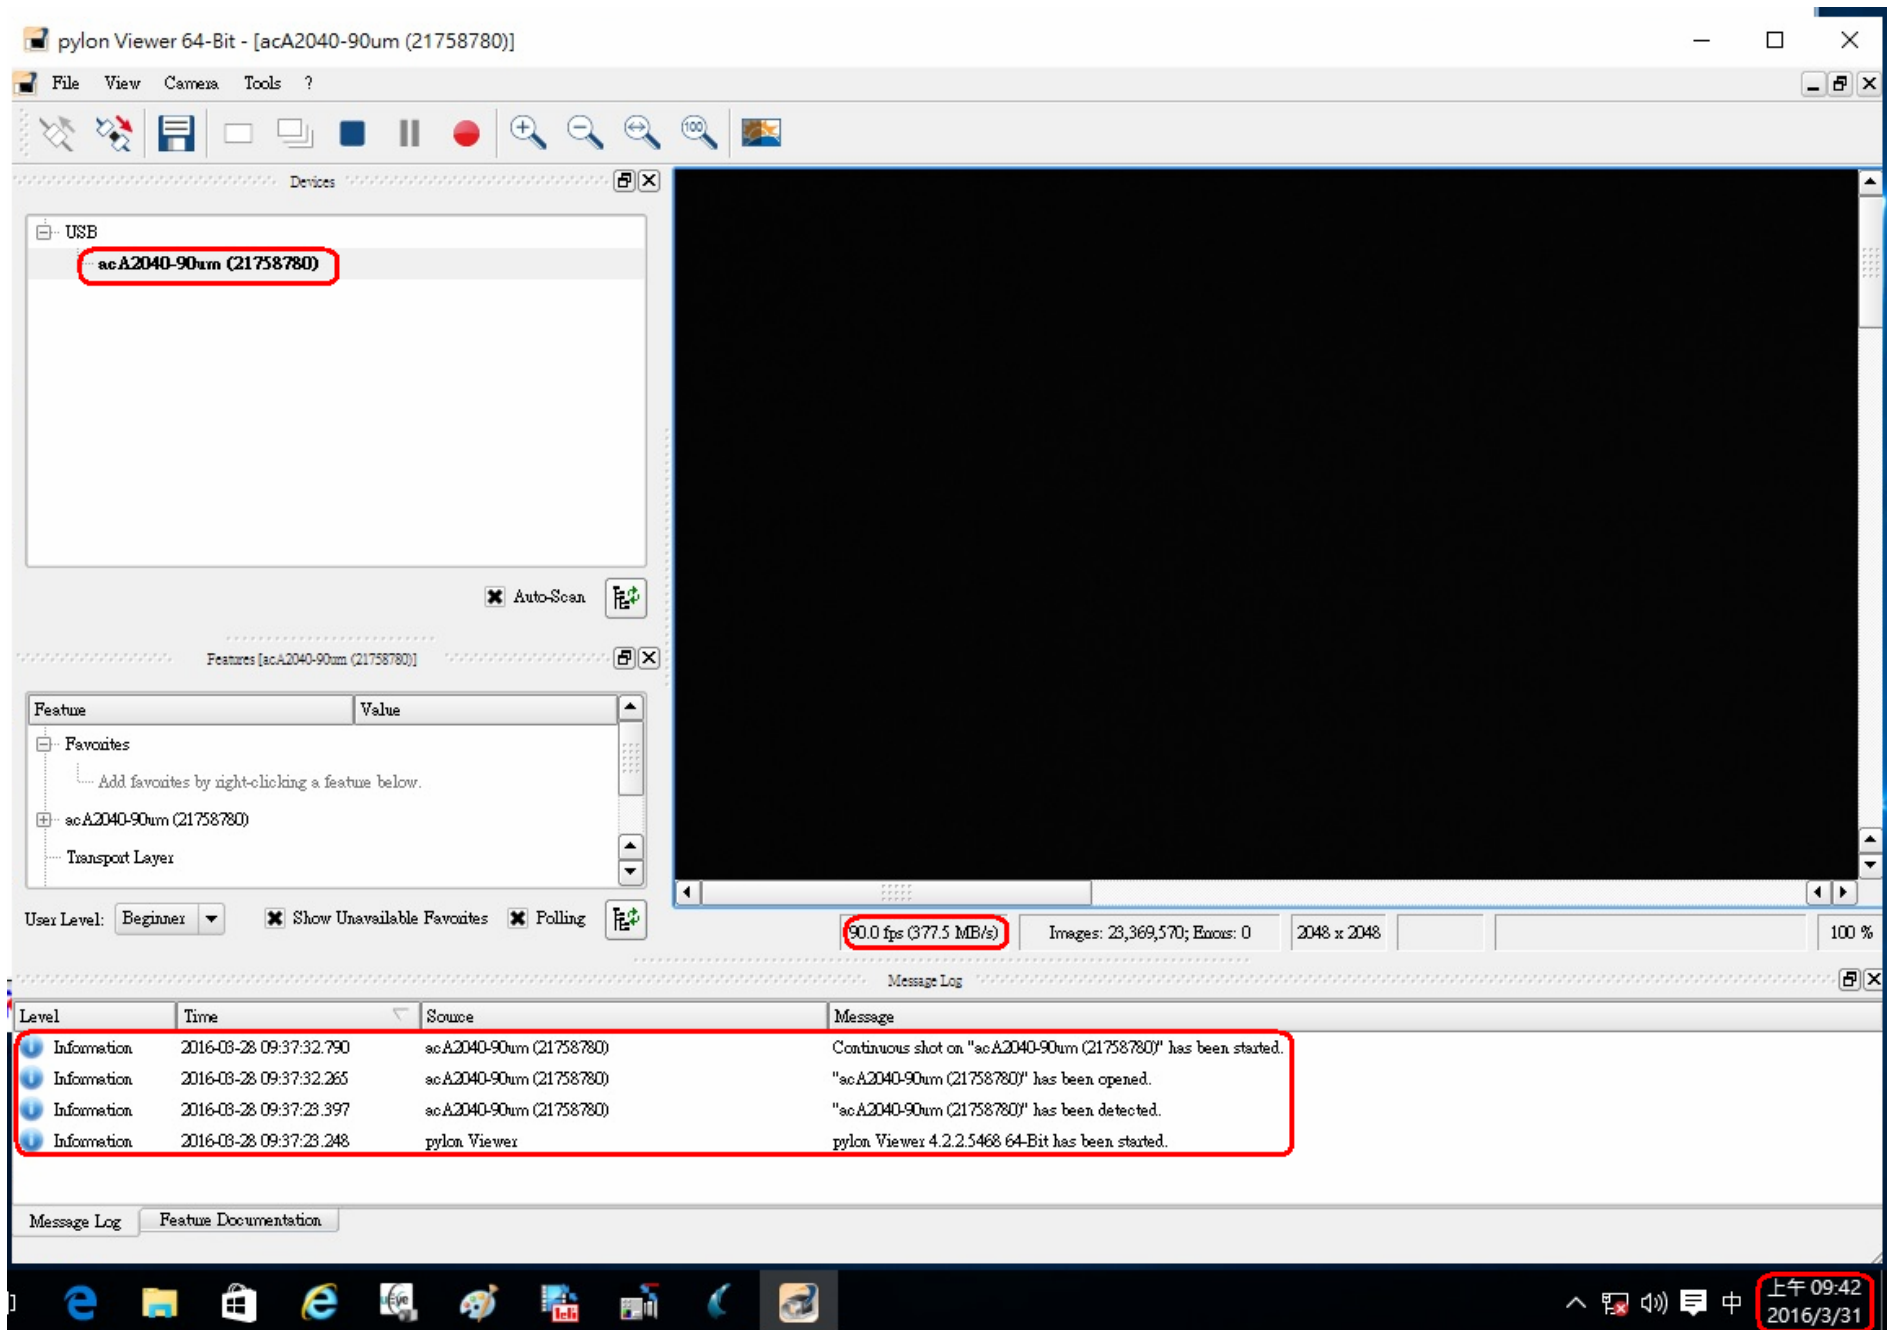 pylon Viewer 64-Bit - [acA2040-90um (21758780)]
File View Camera Tools ?
100
Devices
USB
acA2040-90um (21758780)
Auto-Scan
Features [acA2040-90um (21758780)]
Feature Value
Favorites
Add favorites by right-clicking a feature below.
acA2040-90um (21758780)
Transport Layer
User Level: Beginner Show Unavailable Favorites Polling
90.0 fps (377.5 MB/s) Images: 23,369,570; Errors: 0 2048 x 2048 100 %
Message Log
Level Time Source Message
Information 2016-03-28 09:37:32.790 acA2040-90um (21758780) Continuous shot on "acA2040-90um (21758780)" has been started.
Information 2016-03-28 09:37:32.265 acA2040-90um (21758780) "acA2040-90um (21758780)" has been opened.
Information 2016-03-28 09:37:23.397 acA2040-90um (21758780) "acA2040-90um (21758780)" has been detected.
Information 2016-03-28 09:37:23.248 pylon Viewer pylon Viewer 4.2.2.5468 64-Bit has been started.
Message Log Feature Documentation
uEye
中
上午 09:42
2016/3/31